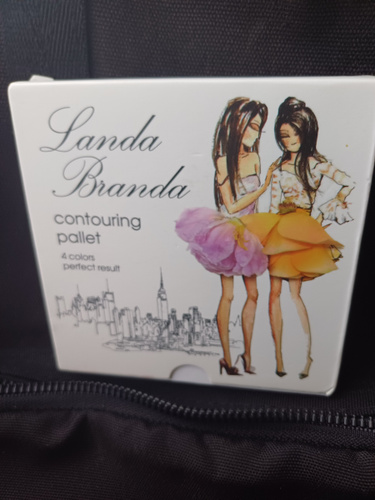 Landa
Branda
contouring
pallet
4 colors
perfect result